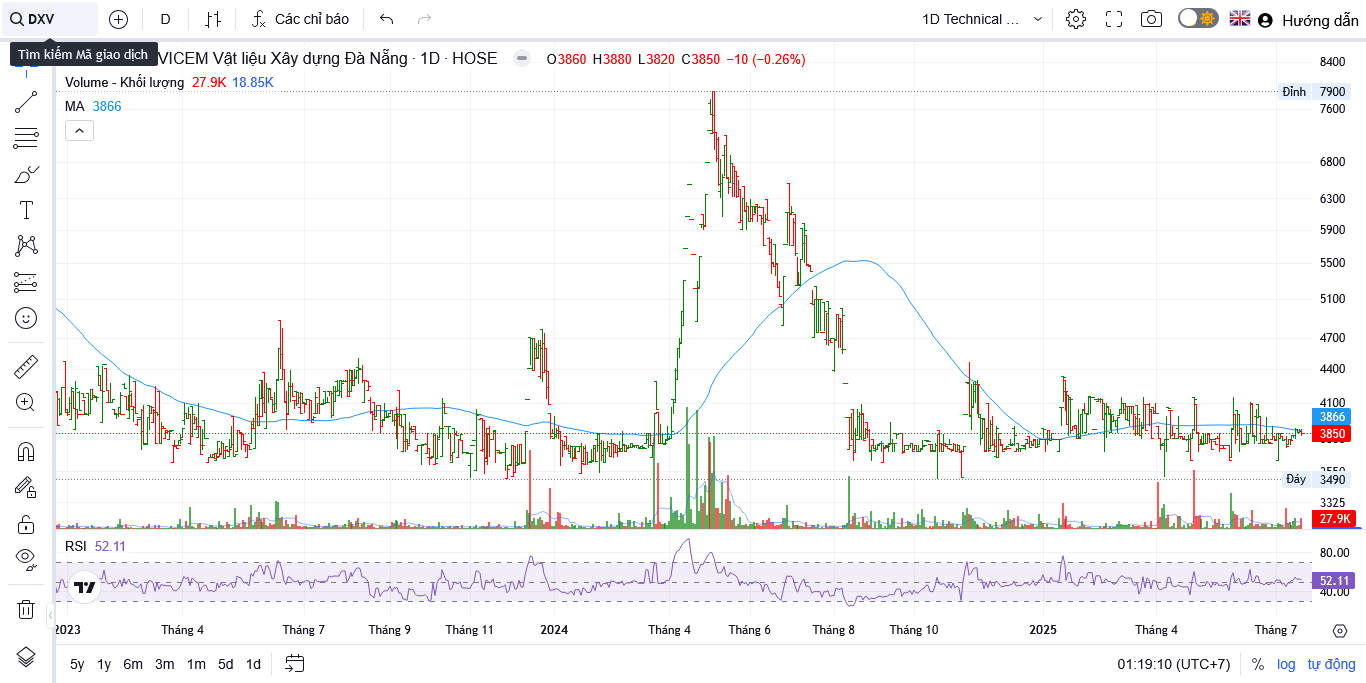 DXV D Các chỉ báo 1D Technical ... Hướng dẫn
Tìm kiếm Mã giao dịch
VICEM Vật liệu Xây dựng Đà Nẵng · 1D · HOSE O3860 H3880 L3820 C3850 −10 (−0.26%)
Volume - Khối lượng 27.9K 18.85K
MA 3866
8400
Đỉnh 7900
7600
6800
6300
5900
5500
5100
4700
4400
4100
3866
3850
3550
Đáy 3490
3325
27.9K
RSI 52.11
80.00
52.11
40.00
2023 Tháng 4 Tháng 7 Tháng 9 Tháng 11 2024 Tháng 4 Tháng 6 Tháng 8 Tháng 10 2025 Tháng 4 Tháng 7
5y 1y 6m 3m 1m 5d 1d 01:19:10 (UTC+7) % log tự động